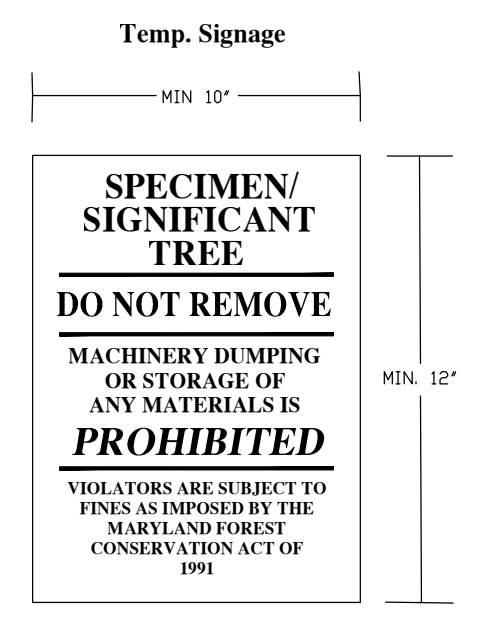 Temp. Signage
MIN 10"
SPECIMEN/
SIGNIFICANT
TREE
DO NOT REMOVE
MACHINERY DUMPING
OR STORAGE OF
ANY MATERIALS IS
PROHIBITED
MIN. 12"
VIOLATORS ARE SUBJECT TO
FINES AS IMPOSED BY THE
MARYLAND FOREST
CONSERVATION ACT OF
1991